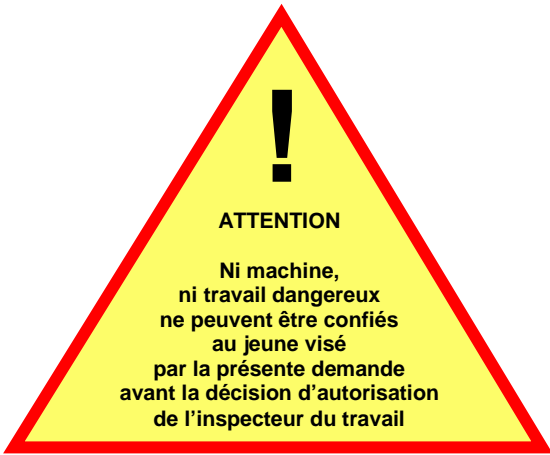 !
ATTENTION
Ni machine,
ni travail dangereux
ne peuvent être confiés
au jeune visé
par la présente demande
avant la décision d'autorisation
de l'inspecteur du travail